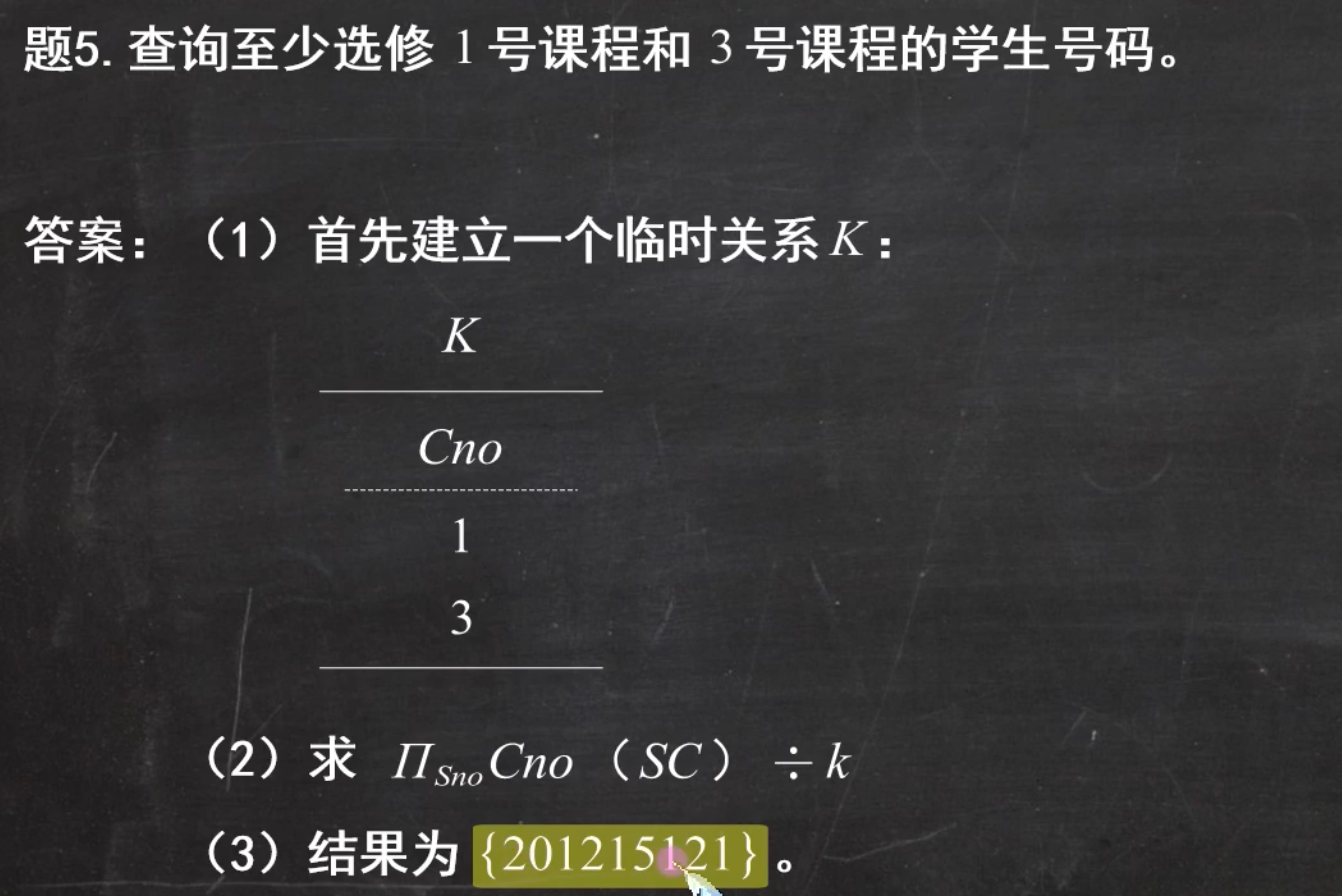 题5. 查询至少选修 1 号课程和 3 号课程的学生号码。
答案：（1）首先建立一个临时关系 K：
K
Cno
1
3
（2）求 Π Sno Cno（SC）÷ k
（3）结果为 {201215121}。